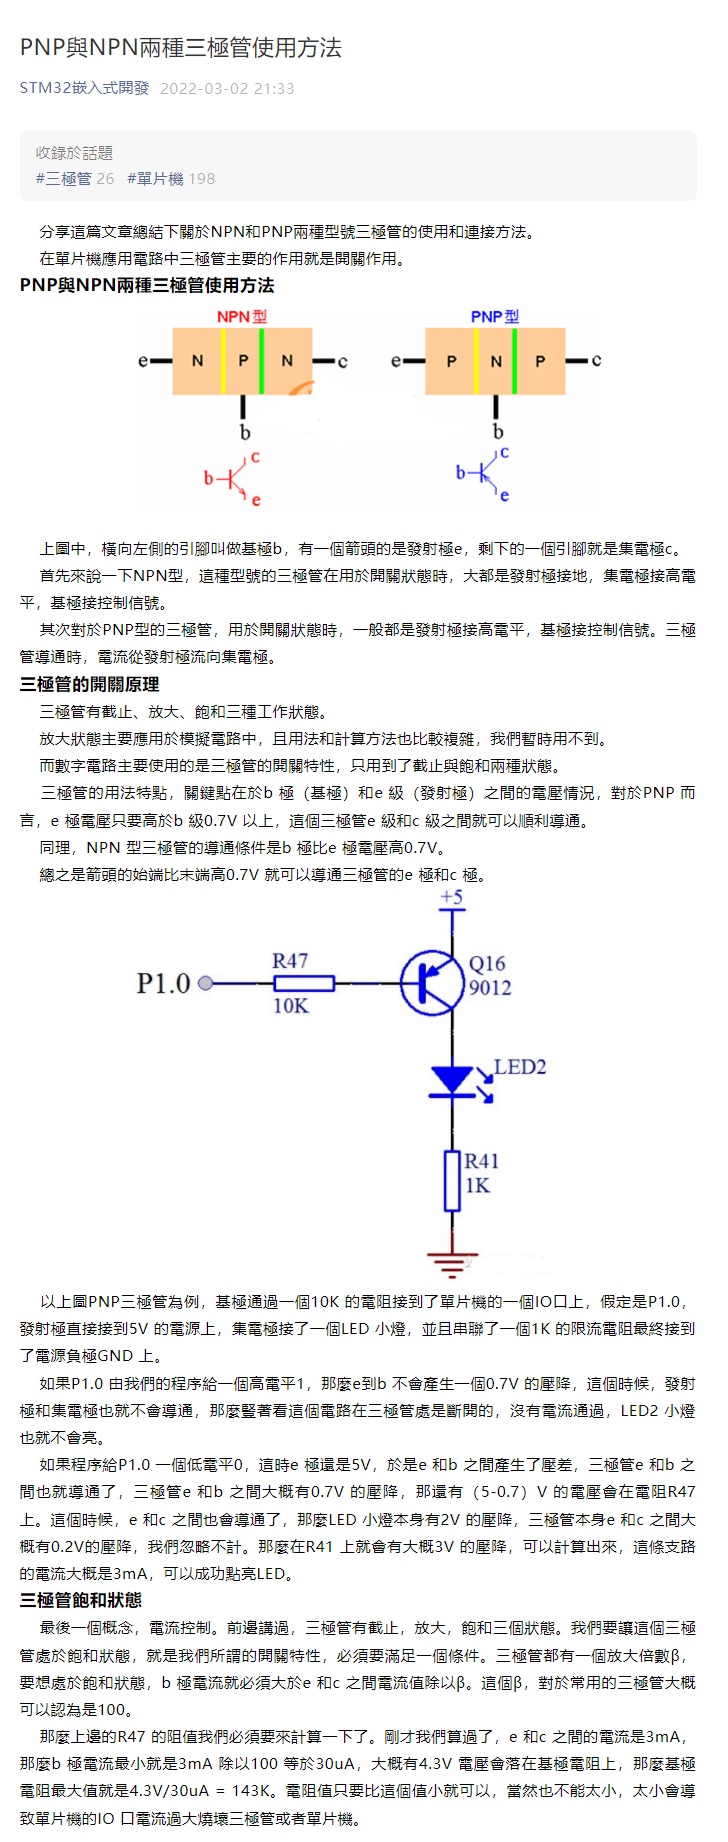 PNP與NPN兩種三極管使用方法
STM32嵌入式開發 2022-03-02 21:33
收錄於話題
#三極管 26 #單片機 198
分享這篇文章總結下關於NPN和PNP兩種型號三極管的使用和連接方法。
在單片機應用電路中三極管主要的作用就是開關作用。
PNP與NPN兩種三極管使用方法
NPN型 PNP型
e N P N c e P N P c
b b
b c e b c e
上圖中，橫向左側的引腳叫做基極b，有一個箭頭的是發射極e，剩下的一個引腳就是集電極c。
首先來說一下NPN型，這種型號的三極管在用於開關狀態時，大都是發射極接地，集電極接高電
平，基極接控制信號。
其次對於PNP型的三極管，用於開關狀態時，一般都是發射極接高電平，基極接控制信號。三極
管導通時，電流從發射極流向集電極。
三極管的開關原理
三極管有截止、放大、飽和三種工作狀態。
放大狀態主要應用於模擬電路中，且用法和計算方法也比較複雜，我們暫時用不到。
而數字電路主要使用的是三極管的開關特性，只用到了截止與飽和兩種狀態。
三極管的用法特點，關鍵點在於b 極（基極）和e 級（發射極）之間的電壓情況，對於PNP 而
言，e 極電壓只要高於b 級0.7V 以上，這個三極管e 級和c 級之間就可以順利導通。
同理，NPN 型三極管的導通條件是b 極比e 極電壓高0.7V。
總之是箭頭的始端比末端高0.7V 就可以導通三極管的e 極和c 極。
+5
R47
Q16
P1.0
9012
10K
LED2
R41
1K
以上圖PNP三極管為例，基極通過一個10K 的電阻接到了單片機的一個IO口上，假定是P1.0，
發射極直接接到5V 的電源上，集電極接了一個LED 小燈，並且串聯了一個1K 的限流電阻最終接到
了電源負極GND 上。
如果P1.0 由我們的程序給一個高電平1，那麼e到b 不會產生一個0.7V 的壓降，這個時候，發射
極和集電極也就不會導通，那麼豎著看這個電路在三極管處是斷開的，沒有電流通過，LED2 小燈
也就不會亮。
如果程序給P1.0 一個低電平0，這時e 極還是5V，於是e 和b 之間產生了壓差，三極管e 和b 之
間也就導通了，三極管e 和b 之間大概有0.7V 的壓降，那還有（5-0.7）V 的電壓會在電阻R47
上。這個時候，e 和c 之間也會導通了，那麼LED 小燈本身有2V 的壓降，三極管本身e 和c 之間大
概有0.2V的壓降，我們忽略不計。那麼在R41 上就會有大概3V 的壓降，可以計算出來，這條支路
的電流大概是3mA，可以成功點亮LED。
三極管飽和狀態
最後一個概念，電流控制。前邊講過，三極管有截止，放大，飽和三個狀態。我們要讓這個三極
管處於飽和狀態，就是我們所謂的開關特性，必須要滿足一個條件。三極管都有一個放大倍數β，
要想處於飽和狀態，b 極電流就必須大於e 和c 之間電流值除以β。這個β，對於常用的三極管大概
可以認為是100。
那麼上邊的R47 的阻值我們必須要來計算一下了。剛才我們算過了，e 和c 之間的電流是3mA，
那麼b 極電流最小就是3mA 除以100 等於30uA，大概有4.3V 電壓會落在基極電阻上，那麼基極
電阻最大值就是4.3V/30uA = 143K。電阻值只要比這個值小就可以，當然也不能太小，太小會導
致單片機的IO 口電流過大燒壞三極管或者單片機。